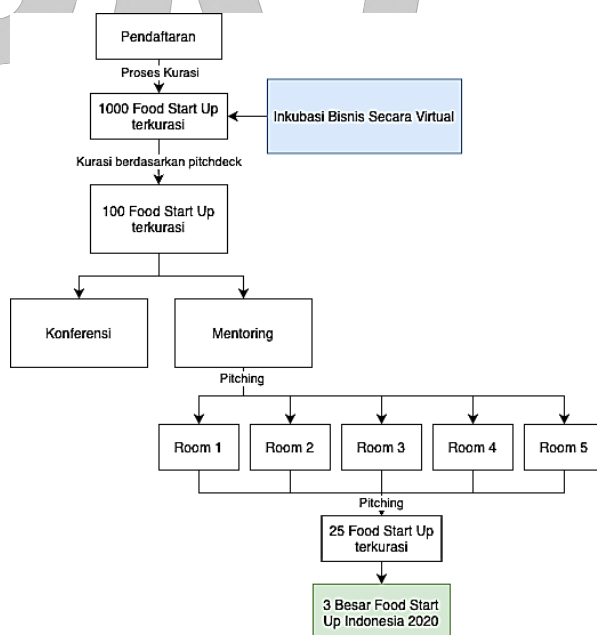 Pendaftaran
Proses Kurasi
1000 Food Start Up
terkurasi
Inkubasi Bisnis Secara Virtual
Kurasi berdasarkan pitchdeck
100 Food Start Up
terkurasi
Konferensi
Mentoring
Pitching
Room 1
Room 2
Room 3
Room 4
Room 5
Pitching
25 Food Start Up
terkurasi
3 Besar Food Start
Up Indonesia 2020